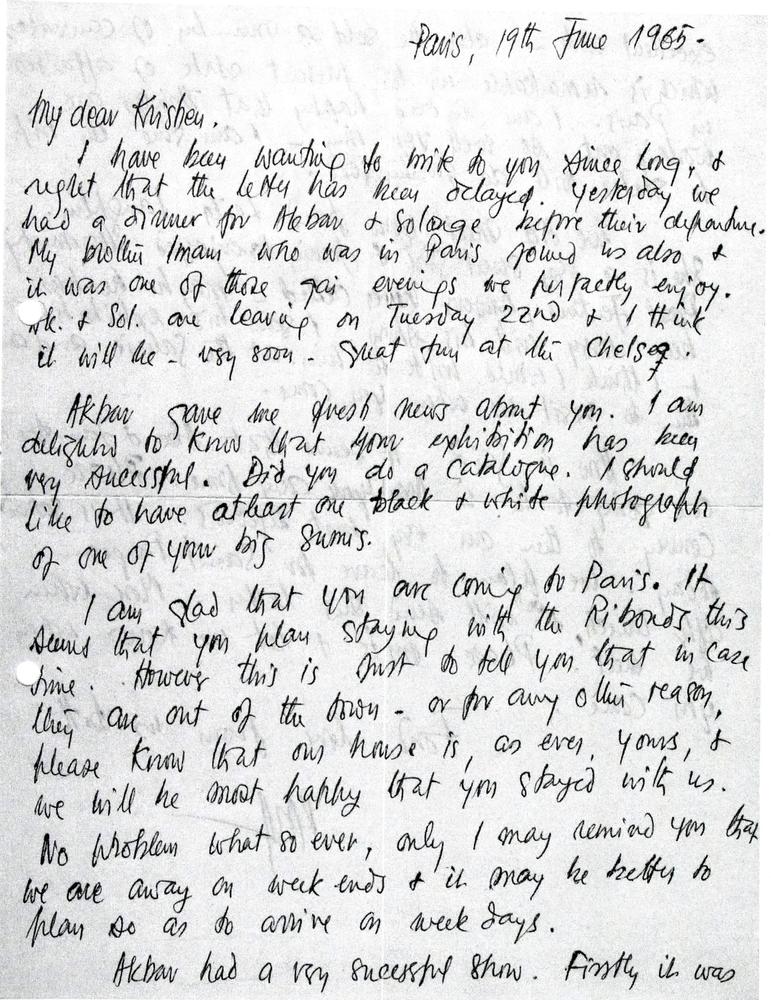 Paris, 19th June 1965.
My dear Krishen.
I have been wanting to write to you since long, &
regret that the letter has been delayed. Yesterday we
had a dinner for Akbar & Solange before their departure.
My brother Imam who was in Paris joined us also &
it was one of those gai evenings we perfactly enjoy.
Ak. & Sol. are leaving on Tuesday 22nd & I think
it will be - very soon - great fun at the Chelsea.
Akbar gave me fresh news about you. I am
delighted to know that your exhibition has been
very sucessful. Did you do a catalogue. I should
like to have atleast one black & white photograph
of one of your big Sumis.
I am glad that you are coming to Paris. It
seems that you plan staying with the Ribonds this
time. However this is just to tell you that in case
they are out of the town - or for any other reason,
please know that our house is, as ever, yours, &
we will be most happy that you stayed with us.
No problem what so ever, only I may remind you that
we are away on week ends & it may be better to
plan so as to arrive on week days.
Akbar had a very sucessful show. Firstly it was